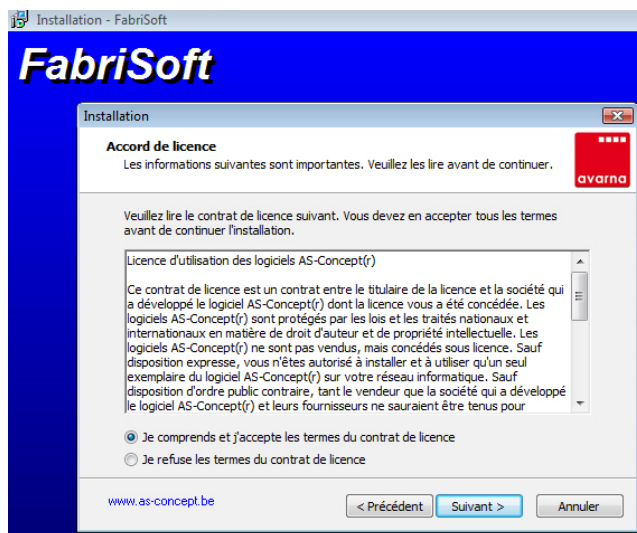 Installation - FabriSoft
FabriSoft
Installation
Accord de licence
Les informations suivantes sont importantes. Veuillez les lire avant de continuer.
avarna
Veuillez lire le contrat de licence suivant. Vous devez en accepter tous les termes
avant de continuer l'installation.
Licence d'utilisation des logiciels AS-Concept(r)
Ce contrat de licence est un contrat entre le titulaire de la licence et la société qui
a développé le logiciel AS-Concept(r) dont la licence vous a été concédée. Les
logiciels AS-Concept(r) sont protégés par les lois et les traités nationaux et
internationaux en matière de droit d'auteur et de propriété intellectuelle. Les
logiciels AS-Concept(r) ne sont pas vendus, mais concédés sous licence. Sauf
disposition expresse, vous n'êtes autorisé à installer et à utiliser qu'un seul
exemplaire du logiciel AS-Concept(r) sur votre réseau informatique. Sauf
disposition d'ordre public contraire, tant le vendeur que la société qui a développé
le logiciel AS-Concept(r) et leurs fournisseurs ne sauraient être tenus pour
Je comprends et j'accepte les termes du contrat de licence
Je refuse les termes du contrat de licence
www.as-concept.be
< Précédent
Suivant >
Annuler